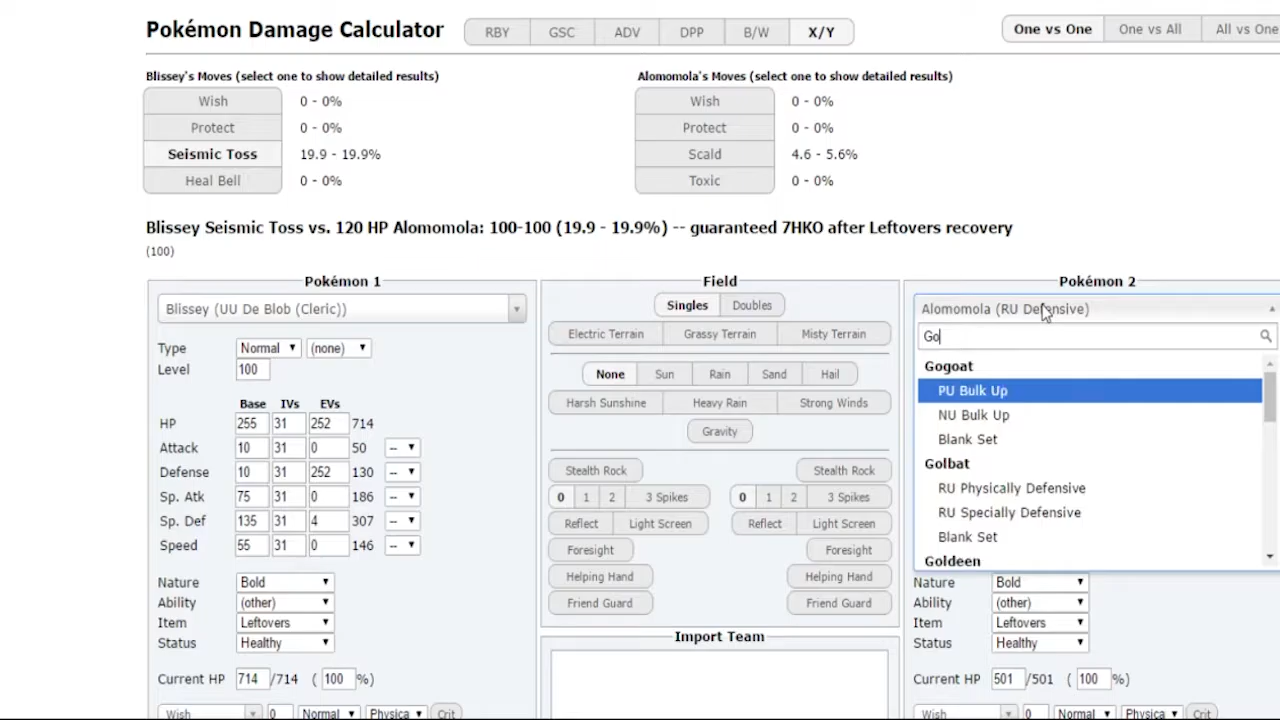 Pokémon Damage Calculator
RBY GSC ADV DPP B/W X/Y
One vs One One vs All All vs One
Blissey's Moves (select one to show detailed results)
Wish 0 - 0%
Protect 0 - 0%
Seismic Toss 19.9 - 19.9%
Heal Bell 0 - 0%
Alomomola's Moves (select one to show detailed results)
Wish 0 - 0%
Protect 0 - 0%
Scald 4.6 - 5.6%
Toxic 0 - 0%
Blissey Seismic Toss vs. 120 HP Alomomola: 100-100 (19.9 - 19.9%) -- guaranteed 7HKO after Leftovers recovery
(100)
Pokémon 1
Blissey (UU De Blob (Cleric))
Type Normal (none)
Level 100
Base IVs EVs
HP 255 31 252 714
Attack 10 31 0 50 --
Defense 10 31 252 130 --
Sp. Atk 75 31 0 186 --
Sp. Def 135 31 4 307 --
Speed 55 31 0 146 --
Nature Bold
Ability (other)
Item Leftovers
Status Healthy
Current HP 714 /714 ( 100 %)
Wish 0 Normal Physica Crit
Field
Singles Doubles
Electric Terrain Grassy Terrain Misty Terrain
None Sun Rain Sand Hail
Harsh Sunshine Heavy Rain Strong Winds
Gravity
Stealth Rock Stealth Rock
0 1 2 3 Spikes 0 1 2 3 Spikes
Reflect Light Screen Reflect Light Screen
Foresight Foresight
Helping Hand Helping Hand
Friend Guard Friend Guard
Import Team
Pokémon 2
Alomomola (RU Defensive)
Go
Gogoat
PU Bulk Up
NU Bulk Up
Blank Set
Golbat
RU Physically Defensive
RU Specially Defensive
Blank Set
Goldeen
Nature Bold
Ability (other)
Item Leftovers
Status Healthy
Current HP 501 /501 ( 100 %)
Wish 0 Normal Physica Crit